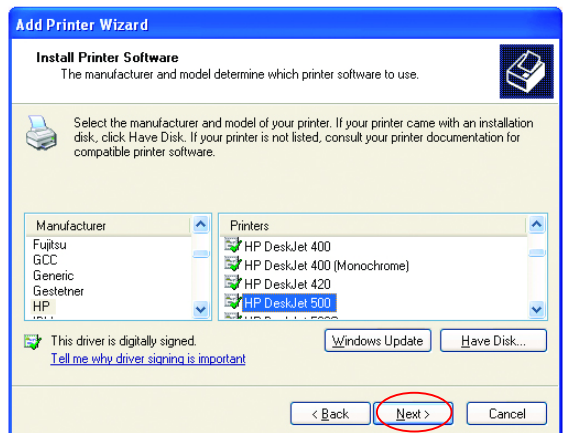 Add Printer Wizard
Install Printer Software
The manufacturer and model determine which printer software to use.
Select the manufacturer and model of your printer. If your printer came with an installation
disk, click Have Disk. If your printer is not listed, consult your printer documentation for
compatible printer software.
Manufacturer
Fujitsu
GCC
Generic
Gestetner
HP
Printers
HP DeskJet 400
HP DeskJet 400 (Monochrome)
HP DeskJet 420
HP DeskJet 500
This driver is digitally signed.
Tell me why driver signing is important
Windows Update
Have Disk...
< Back
Next >
Cancel